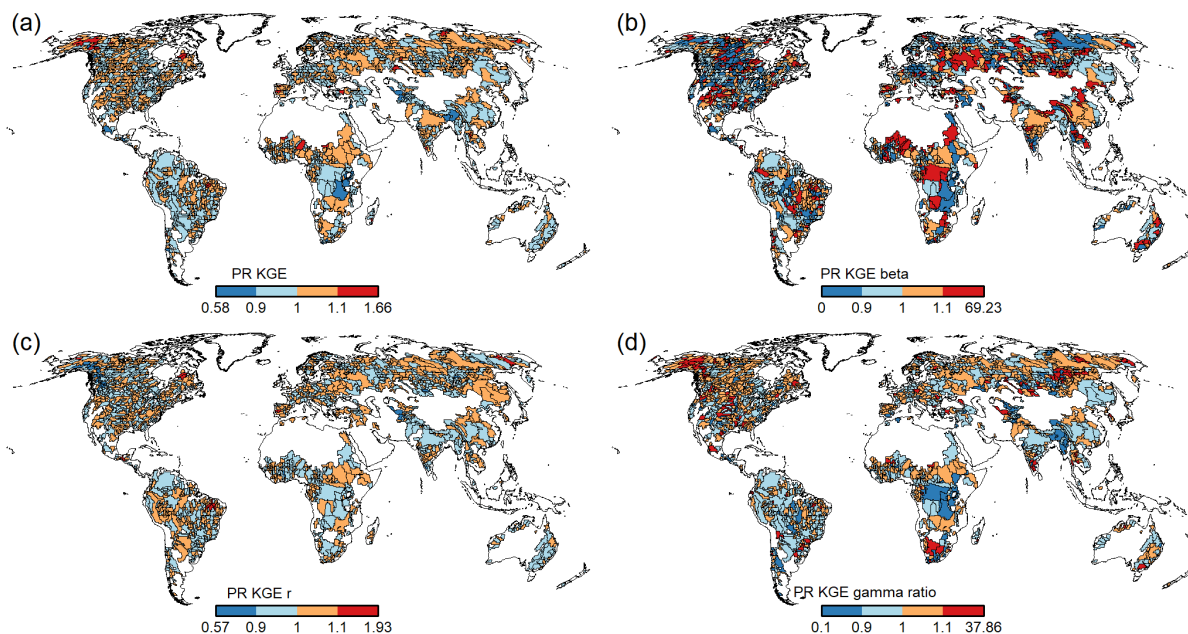 (a)
(b)
PR KGE
0.58 0.9 1 1.1 1.66
PR KGE beta
0 0.9 1 1.1 69.23
(c)
(d)
PR KGE r
0.57 0.9 1 1.1 1.93
PR KGE gamma ratio
0.1 0.9 1 1.1 37.86